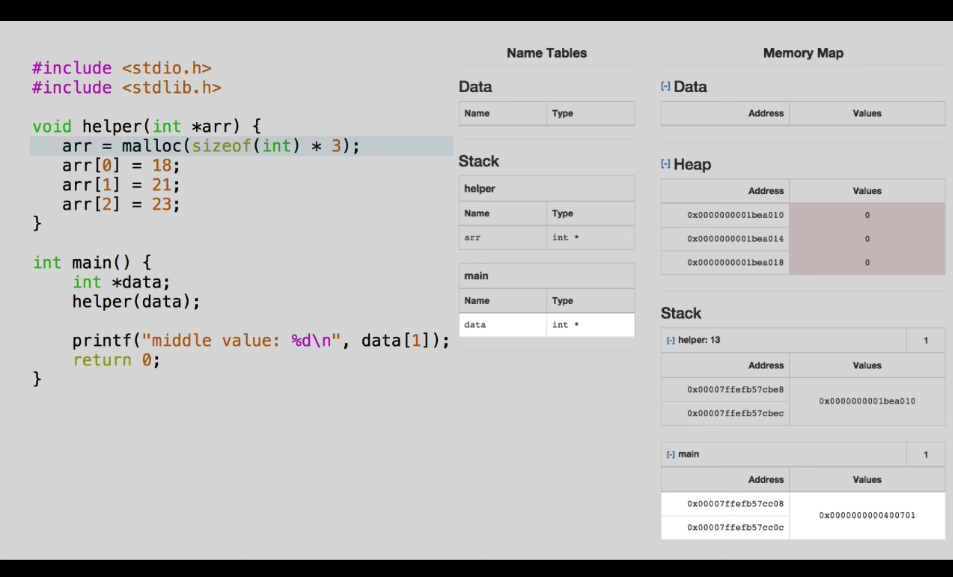 #include <stdio.h>
#include <stdlib.h>
void helper(int *arr) {
arr = malloc(sizeof(int) * 3);
arr[0] = 18;
arr[1] = 21;
arr[2] = 23;
}
int main() {
int *data;
helper(data);
printf("middle value: %d\n", data[1]);
return 0;
}
Name Tables
Data
Name Type
Stack
helper
Name Type
arr int *
main
Name Type
data int *
Memory Map
[-] Data
Address Values
[-] Heap
Address Values
0x0000000001bea010 0
0x0000000001bea014 0
0x0000000001bea018 0
Stack
[-] helper: 13 1
Address Values
0x00007ffefb57cbe8
0x0000000001bea010
0x00007ffefb57cbec
[-] main 1
Address Values
0x00007ffefb57cc08
0x0000000000400701
0x00007ffefb57cc0c